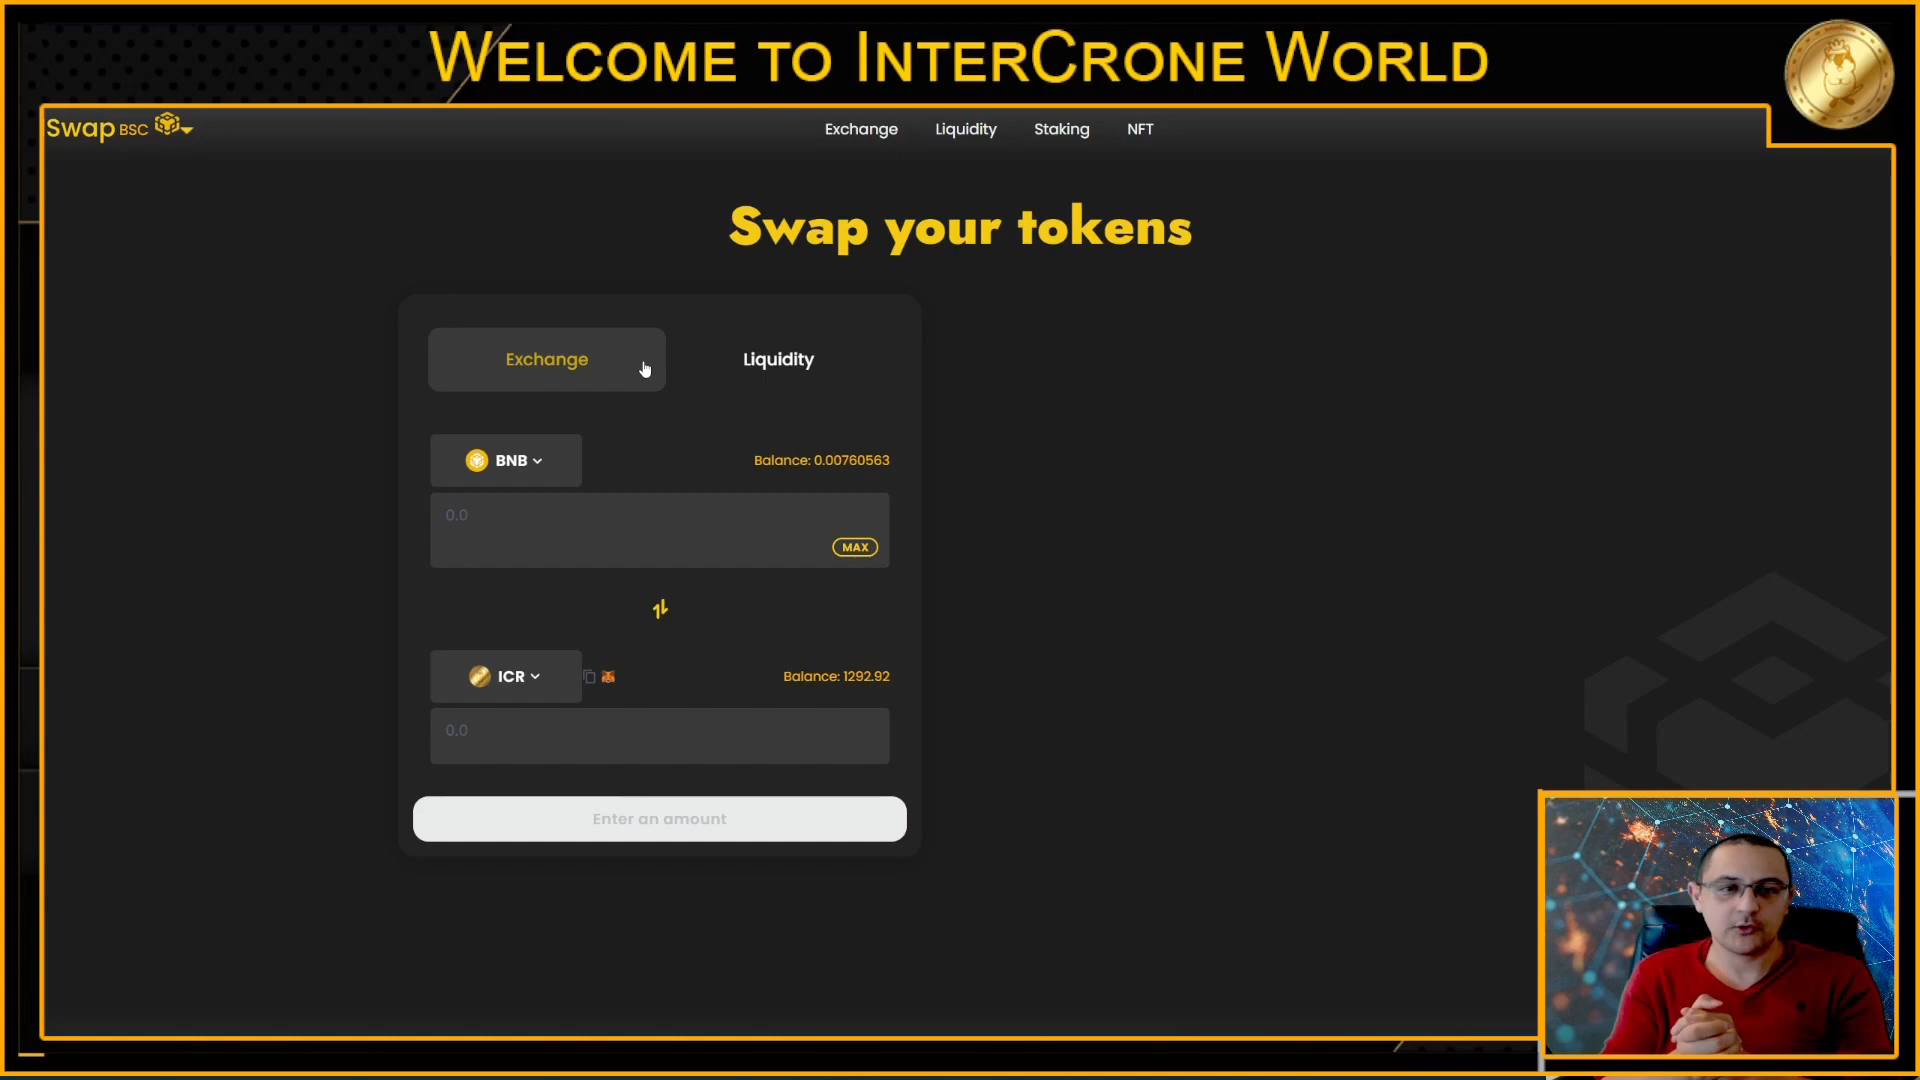 WELCOME TO INTERCRONE WORLD
Swap BSC
Exchange Liquidity Staking NFT
Swap your tokens
Exchange Liquidity
BNB Balance: 0.00760563
0.0
MAX
ICR Balance: 1292.92
0.0
Enter an amount